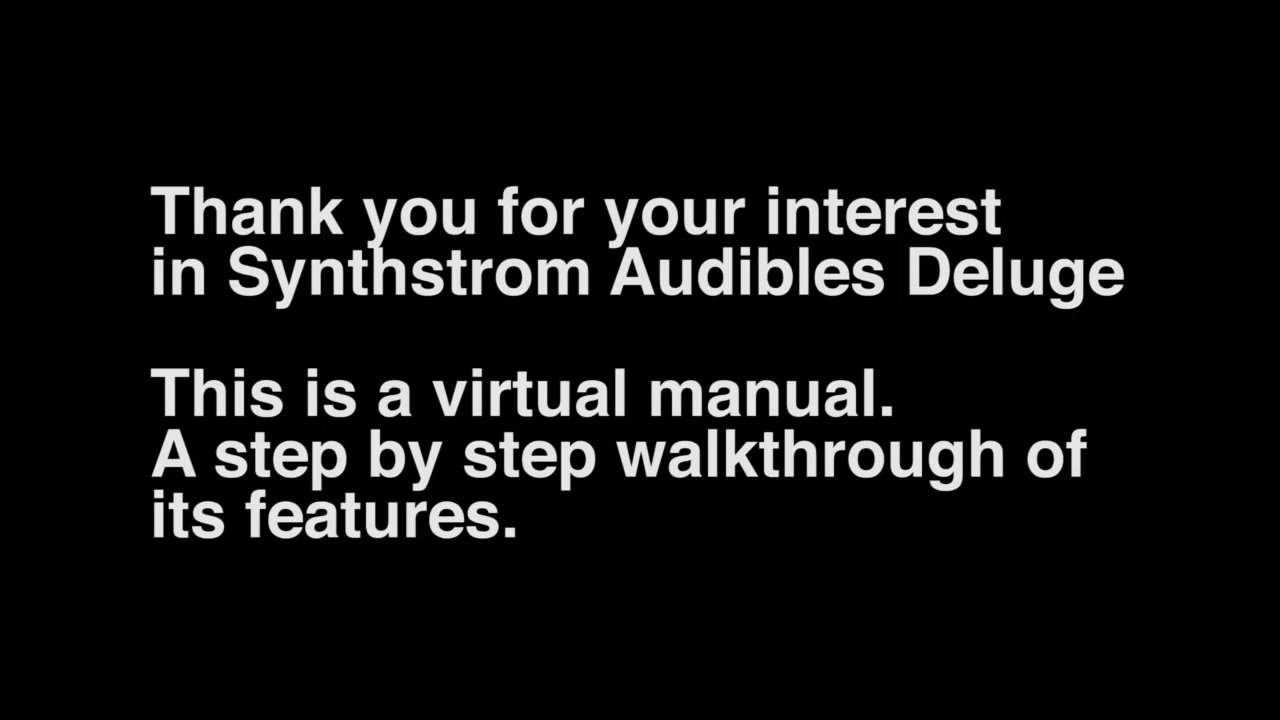 Thank you for your interest
in Synthstrom Audibles Deluge
This is a virtual manual.
A step by step walkthrough of
its features.